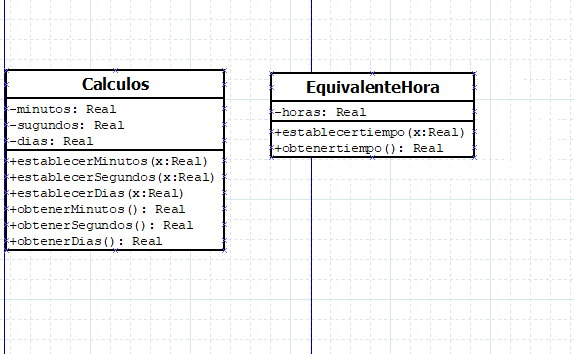 Calculos
-minutos: Real
-sugundos: Real
-dias: Real
+establecerMinutos(x:Real)
+establecerSegundos(x:Real)
+establecerDias(x:Real)
+obtenerMinutos(): Real
+obtenerSegundos(): Real
+obtenerDias(): Real
EquivalenteHora
-horas: Real
+establecertiempo(x:Real)
+obtenertiempo(): Real